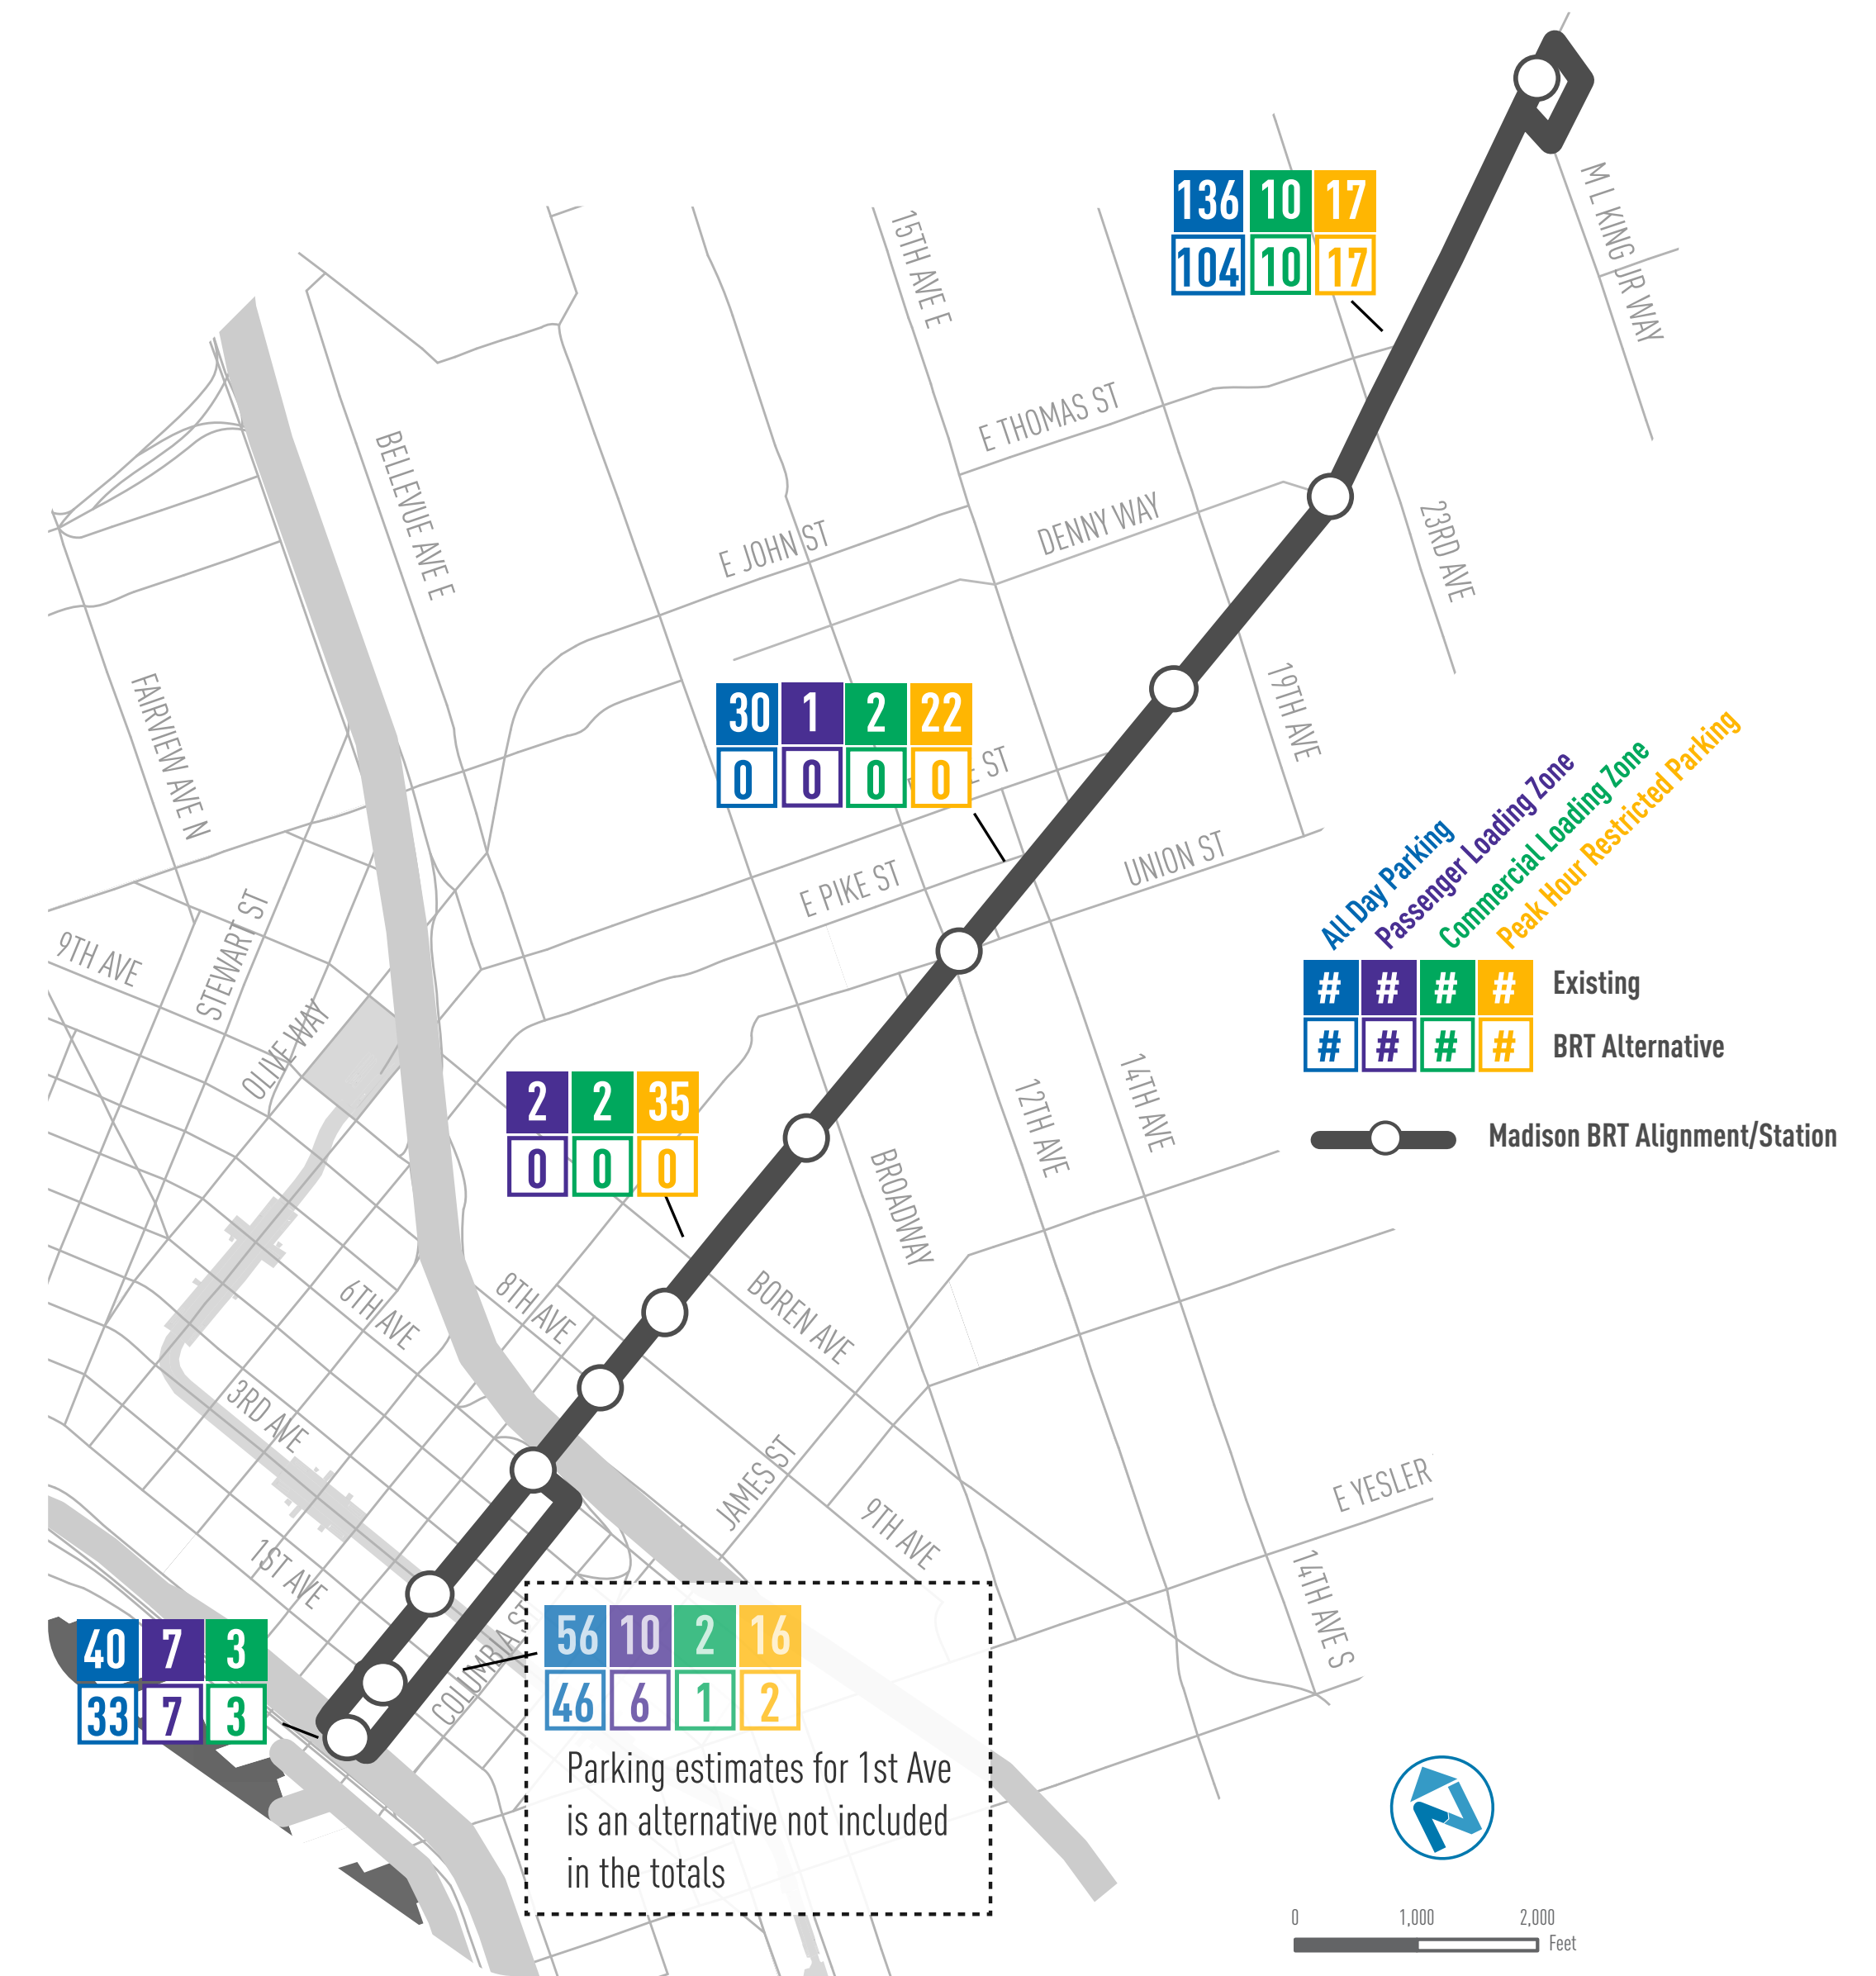 136 10 17
104 10 17
M L KING JR WAY
15TH AVE E
E THOMAS ST
BELLEVUE AVE E
DENNY WAY
E JOHN ST
23RD AVE
FAIRVIEW AVE N
19TH AVE
30 1 2 22
0 0 0 0
ST
UNION ST
E PIKE ST
All Day Parking
Passenger Loading Zone
Commercial Loading Zone
Peak Hour Restricted Parking
# # # # Existing
# # # # BRT Alternative
Madison BRT Alignment/Station
9TH AVE
STEWART ST
OLIVE WAY
2 2 35
0 0 0
14TH AVE
12TH AVE
BROADWAY
6TH AVE
8TH AVE
BOREN AVE
3RD AVE
JAMES ST
9TH AVE
E YESLER
1ST AVE
14TH AVE S
COLUMBIA ST
40 7 3
33 7 3
56 10 2 16
46 6 1 2
Parking estimates for 1st Ave
is an alternative not included
in the totals
N
0 1,000 2,000
Feet